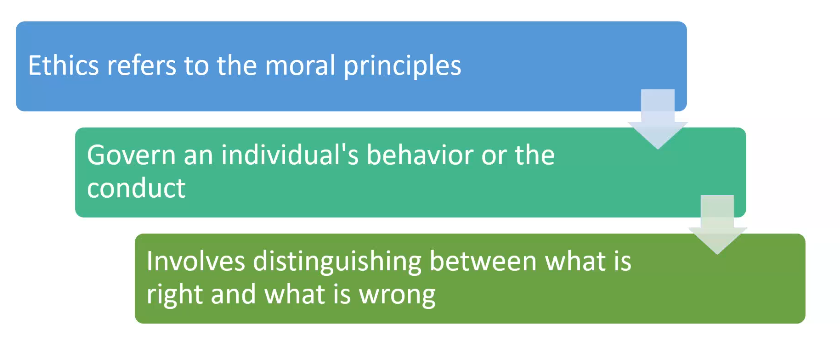 Ethics refers to the moral principles
Govern an individual's behavior or the
conduct
Involves distinguishing between what is
right and what is wrong